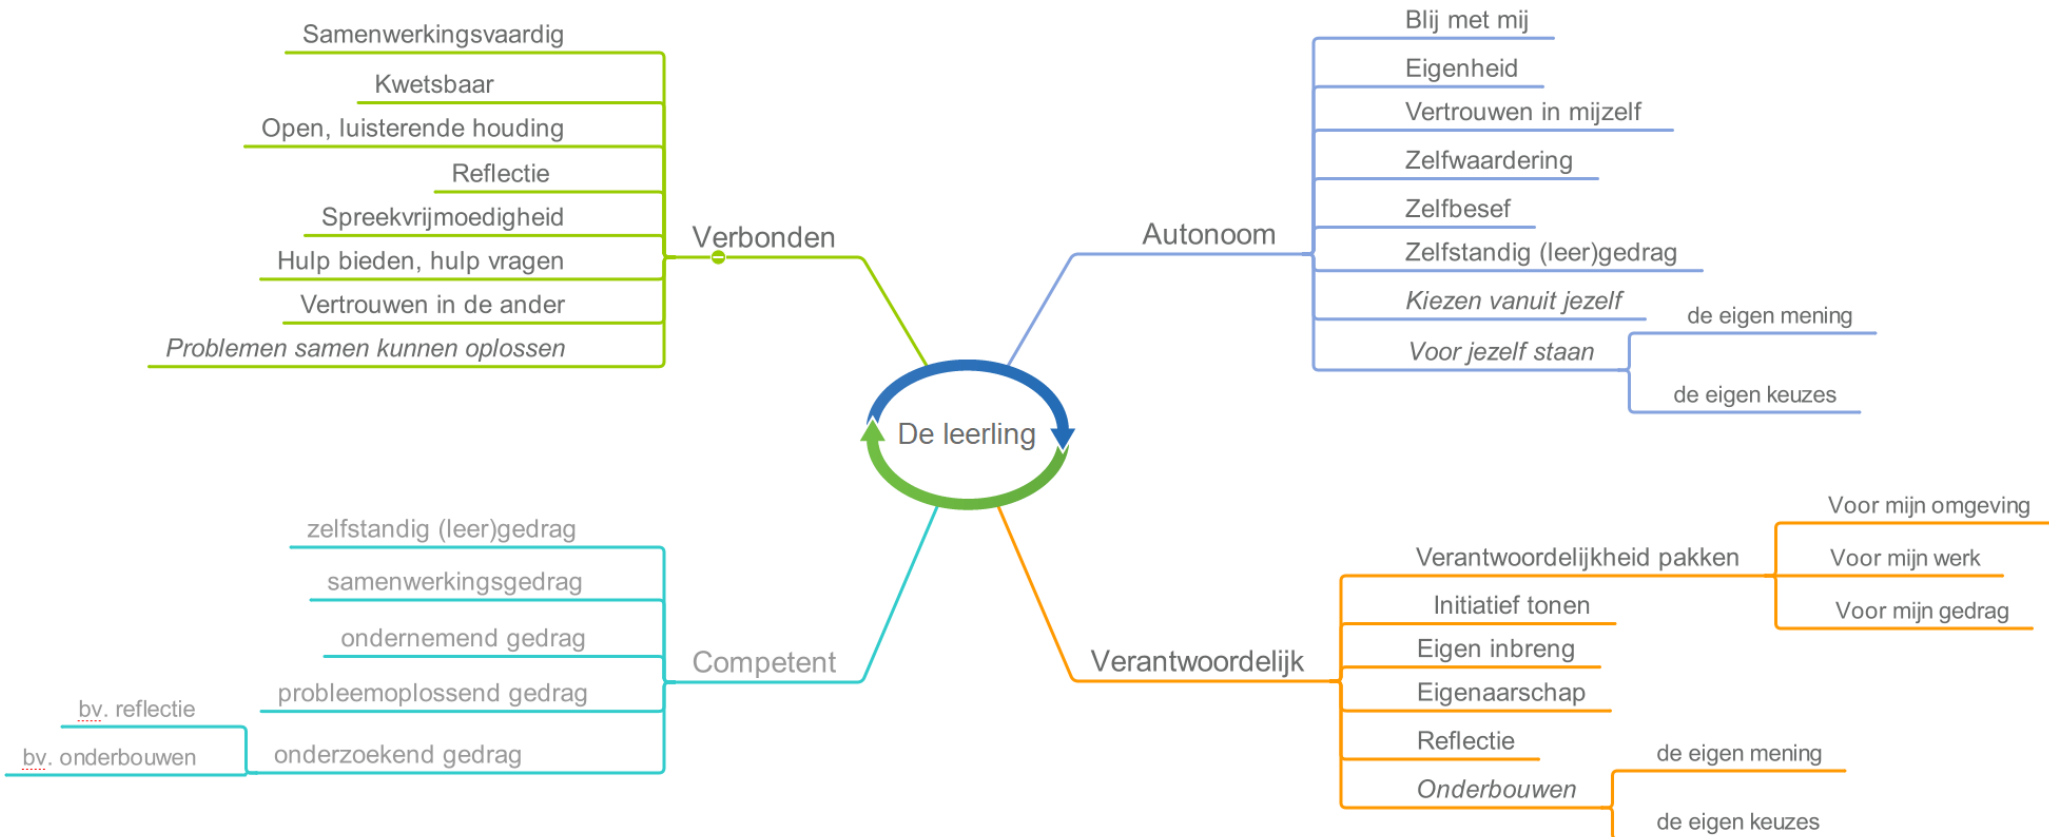 Samenwerkingsvaardig
Kwetsbaar
Open, luisterende houding
Reflectie
Spreekvrijmoedigheid
Hulp bieden, hulp vragen
Vertrouwen in de ander
Problemen samen kunnen oplossen
Verbonden
Autonoom
Blij met mij
Eigenheid
Vertrouwen in mijzelf
Zelfwaardering
Zelfbesef
Zelfstandig (leer)gedrag
Kiezen vanuit jezelf
Voor jezelf staan
de eigen mening
de eigen keuzes
De leerling
zelfstandig (leer)gedrag
samenwerkingsgedrag
ondernemend gedrag
probleemoplossend gedrag
onderzoekend gedrag
bv. reflectie
bv. onderbouwen
Competent
Verantwoordelijk
Verantwoordelijkheid pakken
Voor mijn omgeving
Voor mijn werk
Voor mijn gedrag
Initiatief tonen
Eigen inbreng
Eigenaarschap
Reflectie
Onderbouwen
de eigen mening
de eigen keuzes